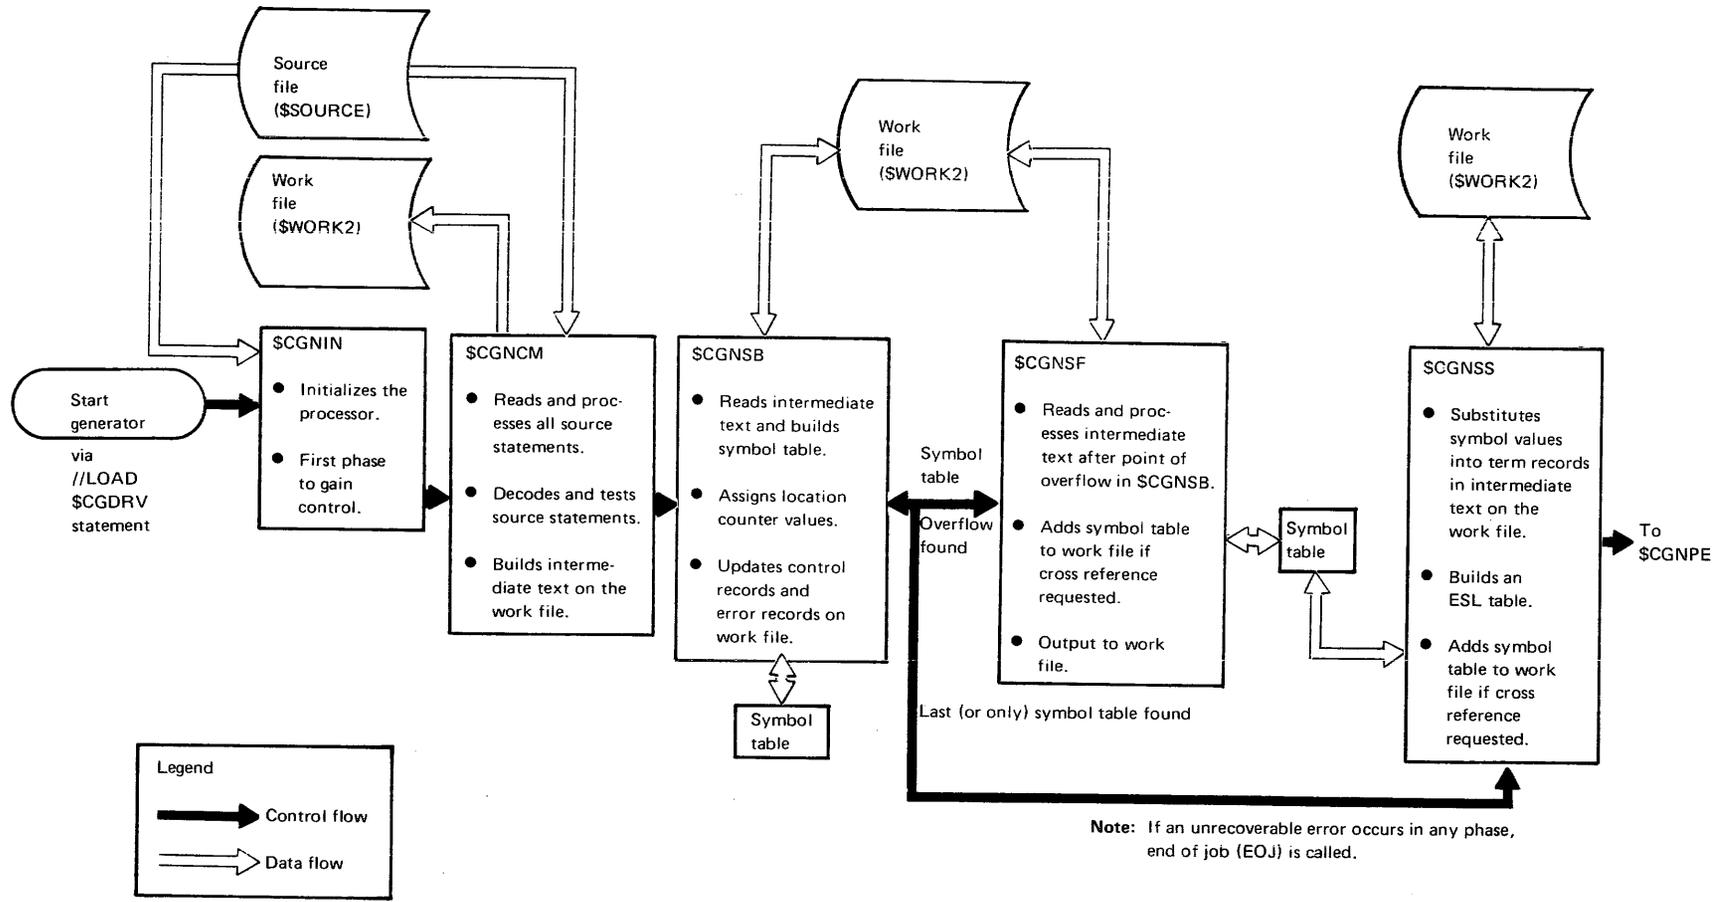 Source
file
($SOURCE)
Work
file
($WORK2)
Work
file
($WORK2)
Work
file
($WORK2)
Start
generator
via
//LOAD
$CGDRV
statement
$CGNIN
● Initializes the
processor.
● First phase
to gain
control.
$CGNCM
● Reads and proc-
esses all source
statements.
● Decodes and tests
source statements.
● Builds interme-
diate text on the
work file.
$CGNSB
● Reads intermediate
text and builds
symbol table.
● Assigns location
counter values.
● Updates control
records and
error records on
work file.
Symbol
table
Symbol
table
Overflow
found
$CGNSF
● Reads and proc-
esses intermediate
text after point of
overflow in $CGNSB.
● Adds symbol table
to work file if
cross reference
requested.
● Output to work
file.
Last (or only) symbol table found
Symbol
table
$CGNSS
● Substitutes
symbol values
into term records
in intermediate
text on the
work file.
● Builds an
ESL table.
● Adds symbol
table to work
file if cross
reference
requested.
To
$CGNPE
Legend
Control flow
Data flow
Note: If an unrecoverable error occurs in any phase,
end of job (EOJ) is called.